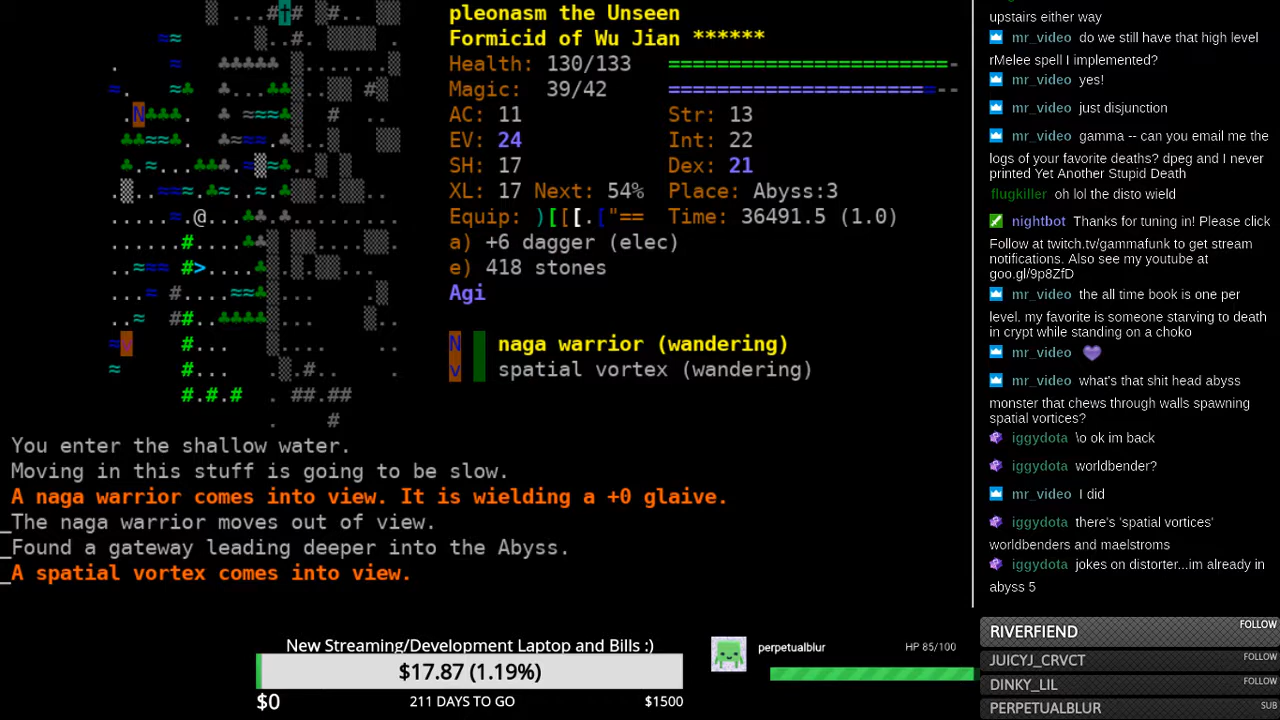 pleonasm the Unseen
Formicid of Wu Jian ******
Health: 130/133 ======================--
Magic: 39/42 ======================--
AC: 11 Str: 13
EV: 24 Int: 22
SH: 17 Dex: 21
XL: 17 Next: 54% Place: Abyss:3
Equip: )[[[.["== Time: 36491.5 (1.0)
a) +6 dagger (elec)
e) 418 stones
Agi
N naga warrior (wandering)
v spatial vortex (wandering)
You enter the shallow water.
Moving in this stuff is going to be slow.
A naga warrior comes into view. It is wielding a +0 glaive.
_The naga warrior moves out of view.
_Found a gateway leading deeper into the Abyss.
_A spatial vortex comes into view.
New Streaming/Development Laptop and Bills :)
$17.87 (1.19%)
$0 211 DAYS TO GO $1500
perpetualblur HP 85/100
upstairs either way
mr_video do we still have that high level
rMelee spell I implemented?
mr_video yes!
mr_video just disjunction
mr_video gamma -- can you email me the
logs of your favorite deaths? dpeg and I never
printed Yet Another Stupid Death
flugkiller oh lol the disto wield
nightbot Thanks for tuning in! Please click
Follow at twitch.tv/gammafunk to get stream
notifications. Also see my youtube at
goo.gl/9p8ZfD
mr_video the all time book is one per
level. my favorite is someone starving to death
in crypt while standing on a choko
mr_video
mr_video what's that shit head abyss
monster that chews through walls spawning
spatial vortices?
iggydota \o ok im back
iggydota worldbender?
mr_video I did
iggydota there's 'spatial vortices'
worldbenders and maelstroms
iggydota jokes on distorter...im already in
abyss 5
RIVERFIEND FOLLOW
JUICYJ_CRVCT FOLLOW
DINKY_LIL FOLLOW
PERPETUALBLUR SUB